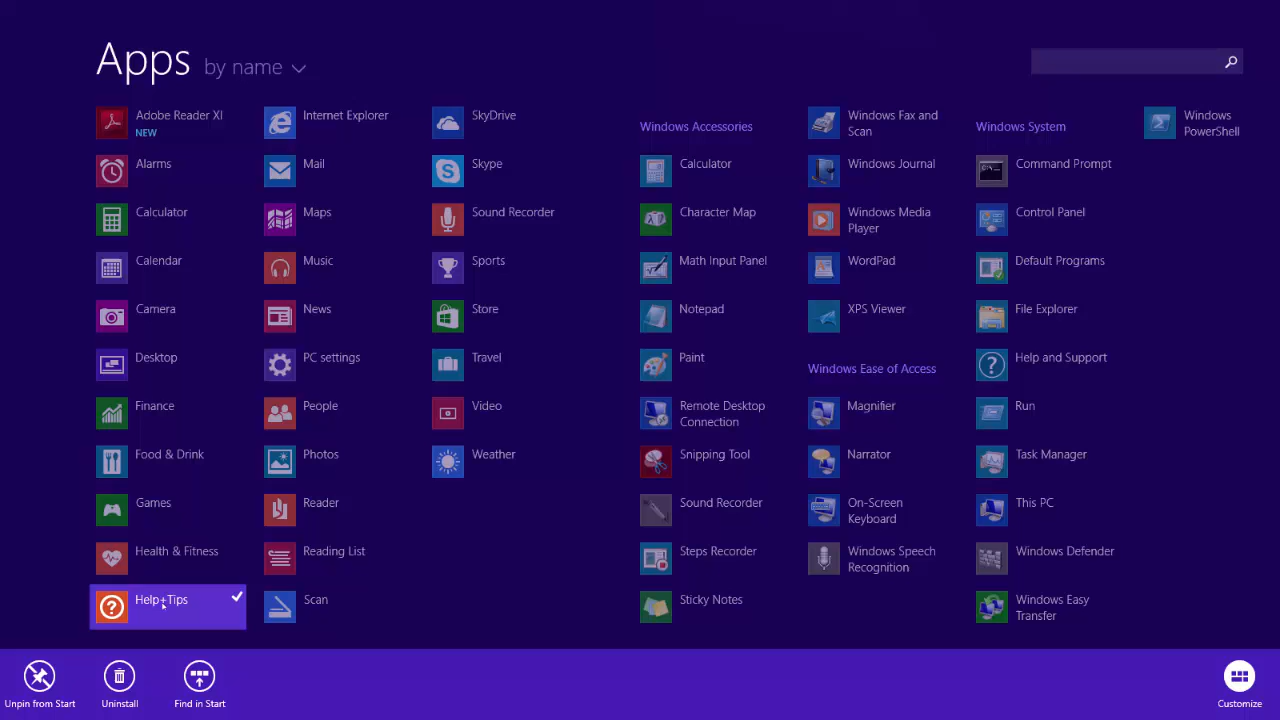 Apps by name
Adobe Reader XI
NEW
Alarms
Calculator
Calendar
Camera
Desktop
Finance
Food & Drink
Games
Health & Fitness
Help+Tips
Internet Explorer
Mail
Maps
Music
News
PC settings
People
Photos
Reader
Reading List
Scan
SkyDrive
Skype
Sound Recorder
Sports
Store
Travel
Video
Weather
Windows Accessories
Calculator
Character Map
Math Input Panel
Notepad
Paint
Remote Desktop
Connection
Snipping Tool
Sound Recorder
Steps Recorder
Sticky Notes
Windows Fax and
Scan
Windows Journal
Windows Media
Player
WordPad
XPS Viewer
Windows Ease of Access
Magnifier
Narrator
On-Screen
Keyboard
Windows Speech
Recognition
Windows System
Command Prompt
Control Panel
Default Programs
File Explorer
Help and Support
Run
Task Manager
This PC
Windows Defender
Windows Easy
Transfer
Windows
PowerShell
Unpin from Start
Uninstall
Find in Start
Customize